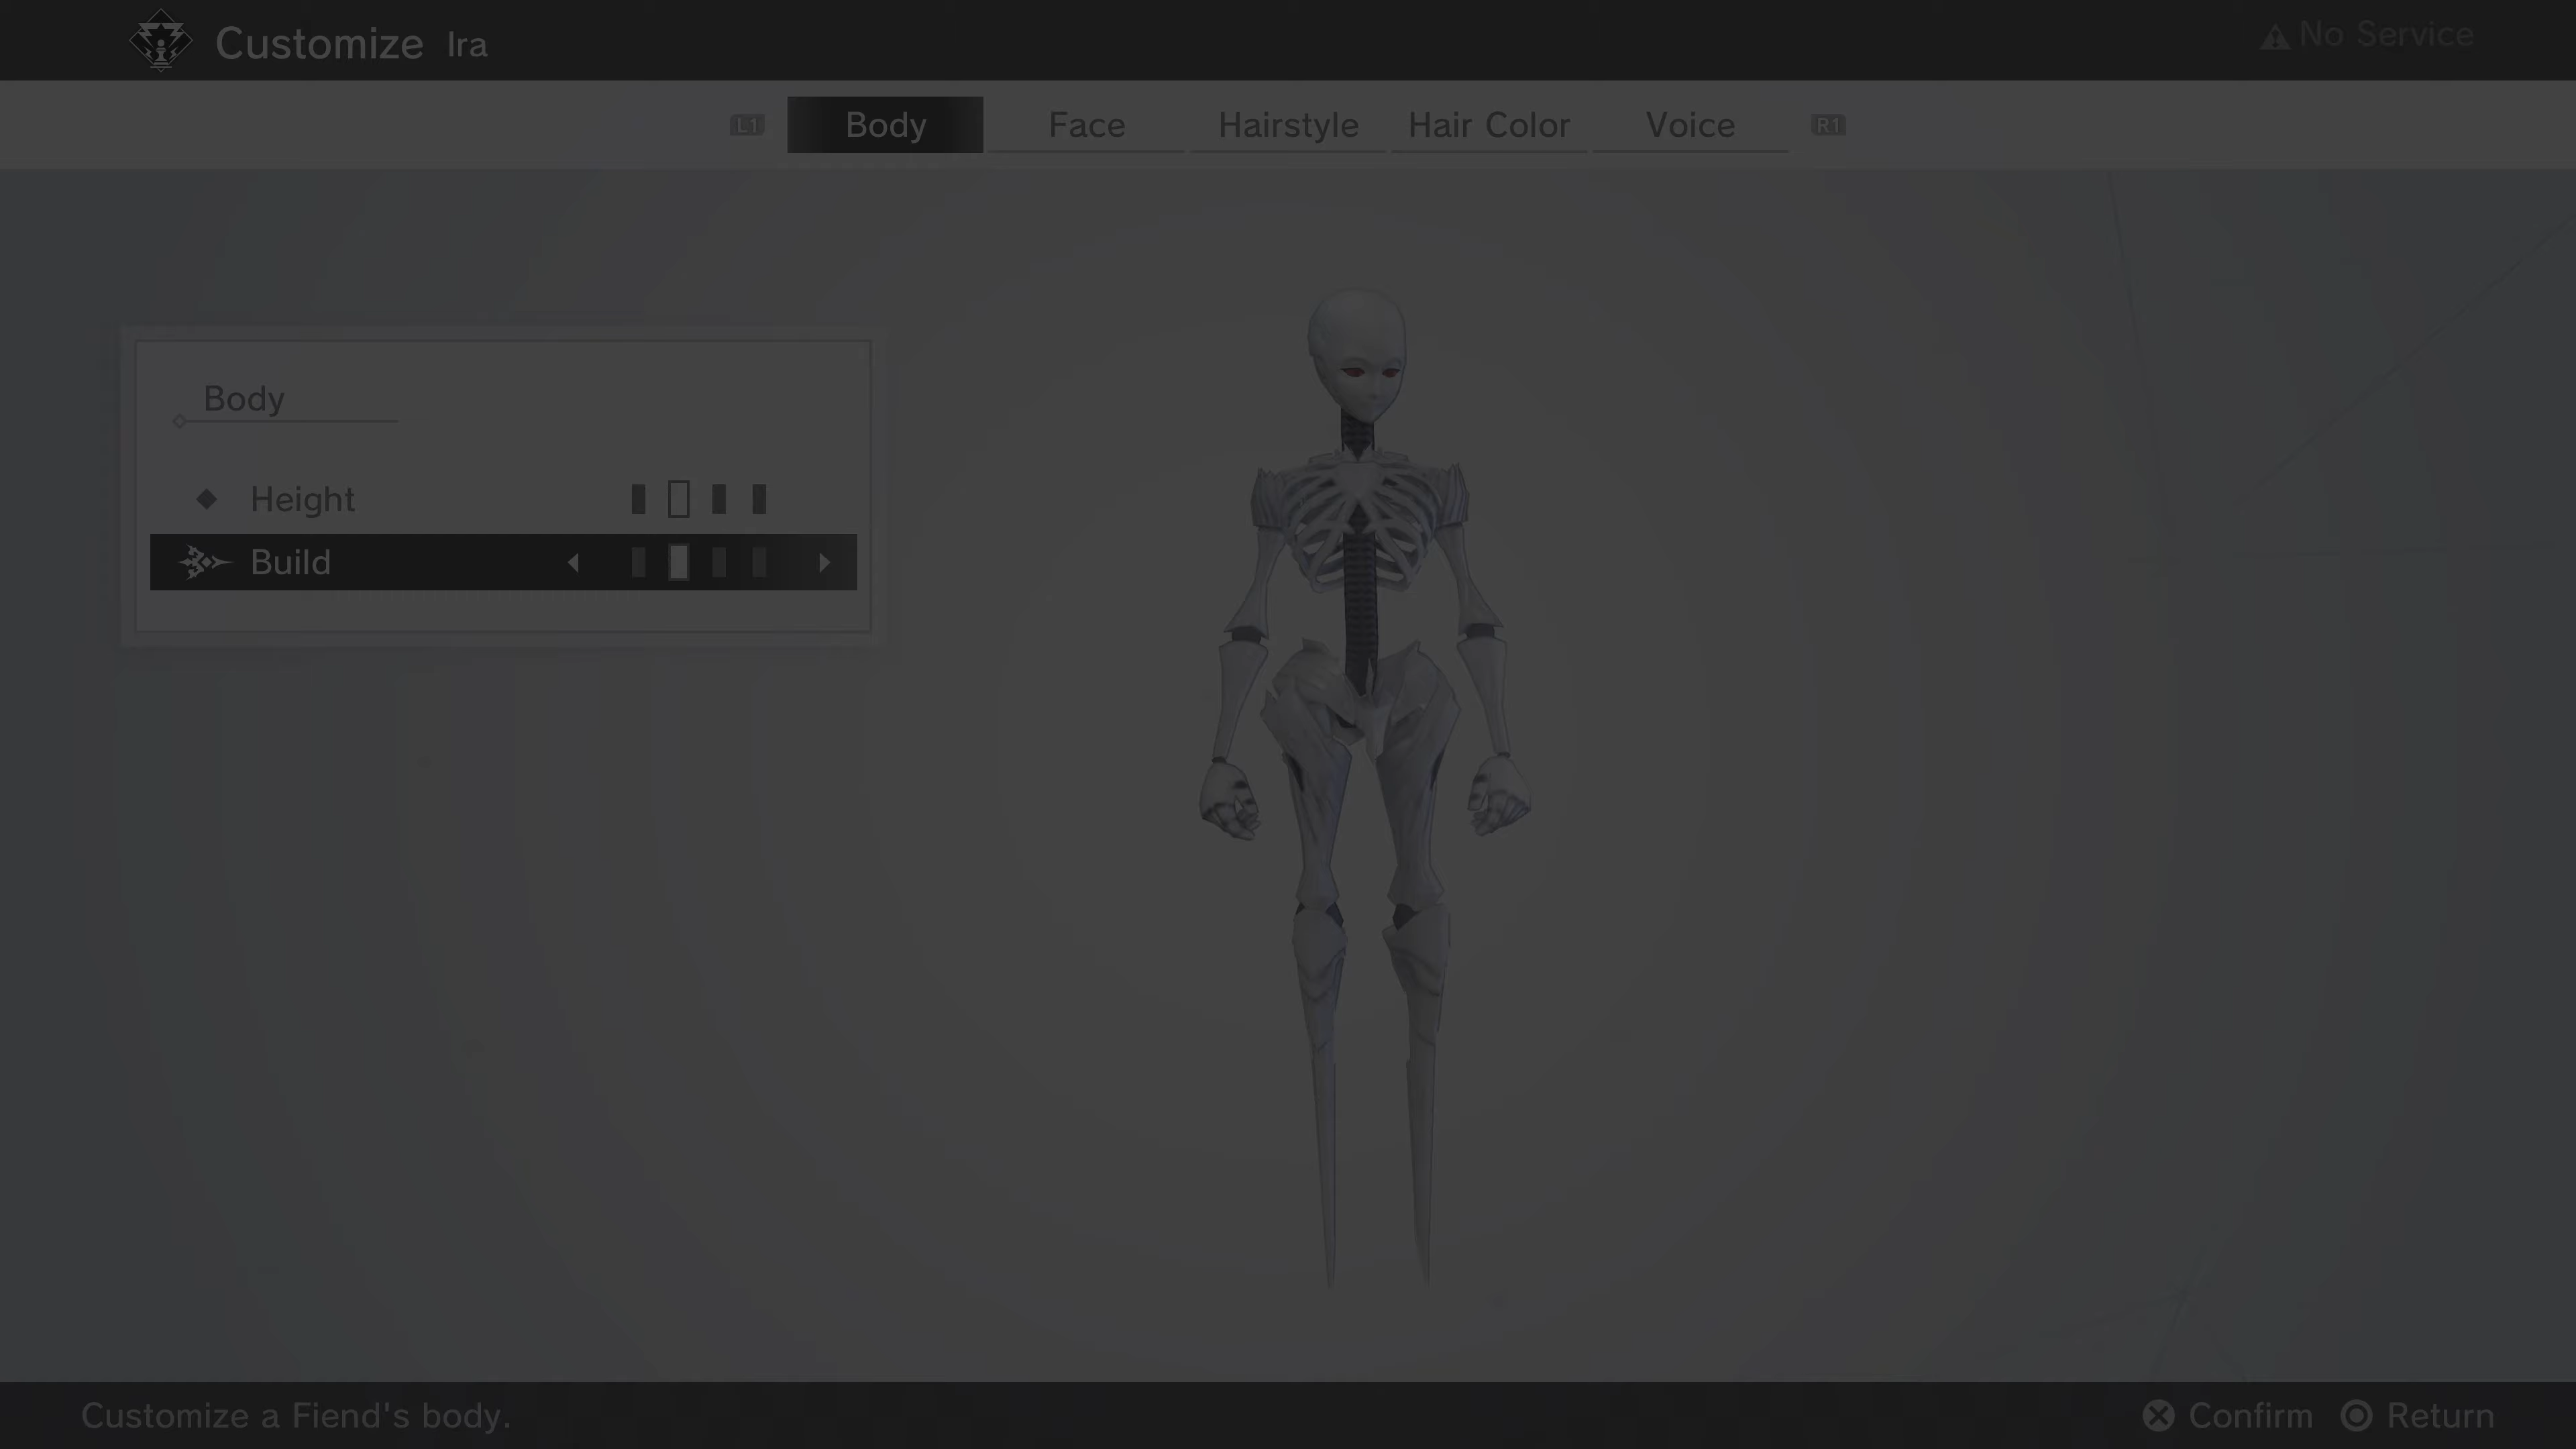 Customize Ira
No Service
L1 Body Face Hairstyle Hair Color Voice R1
Body
Height
Build
Customize a Fiend's body.
Confirm Return